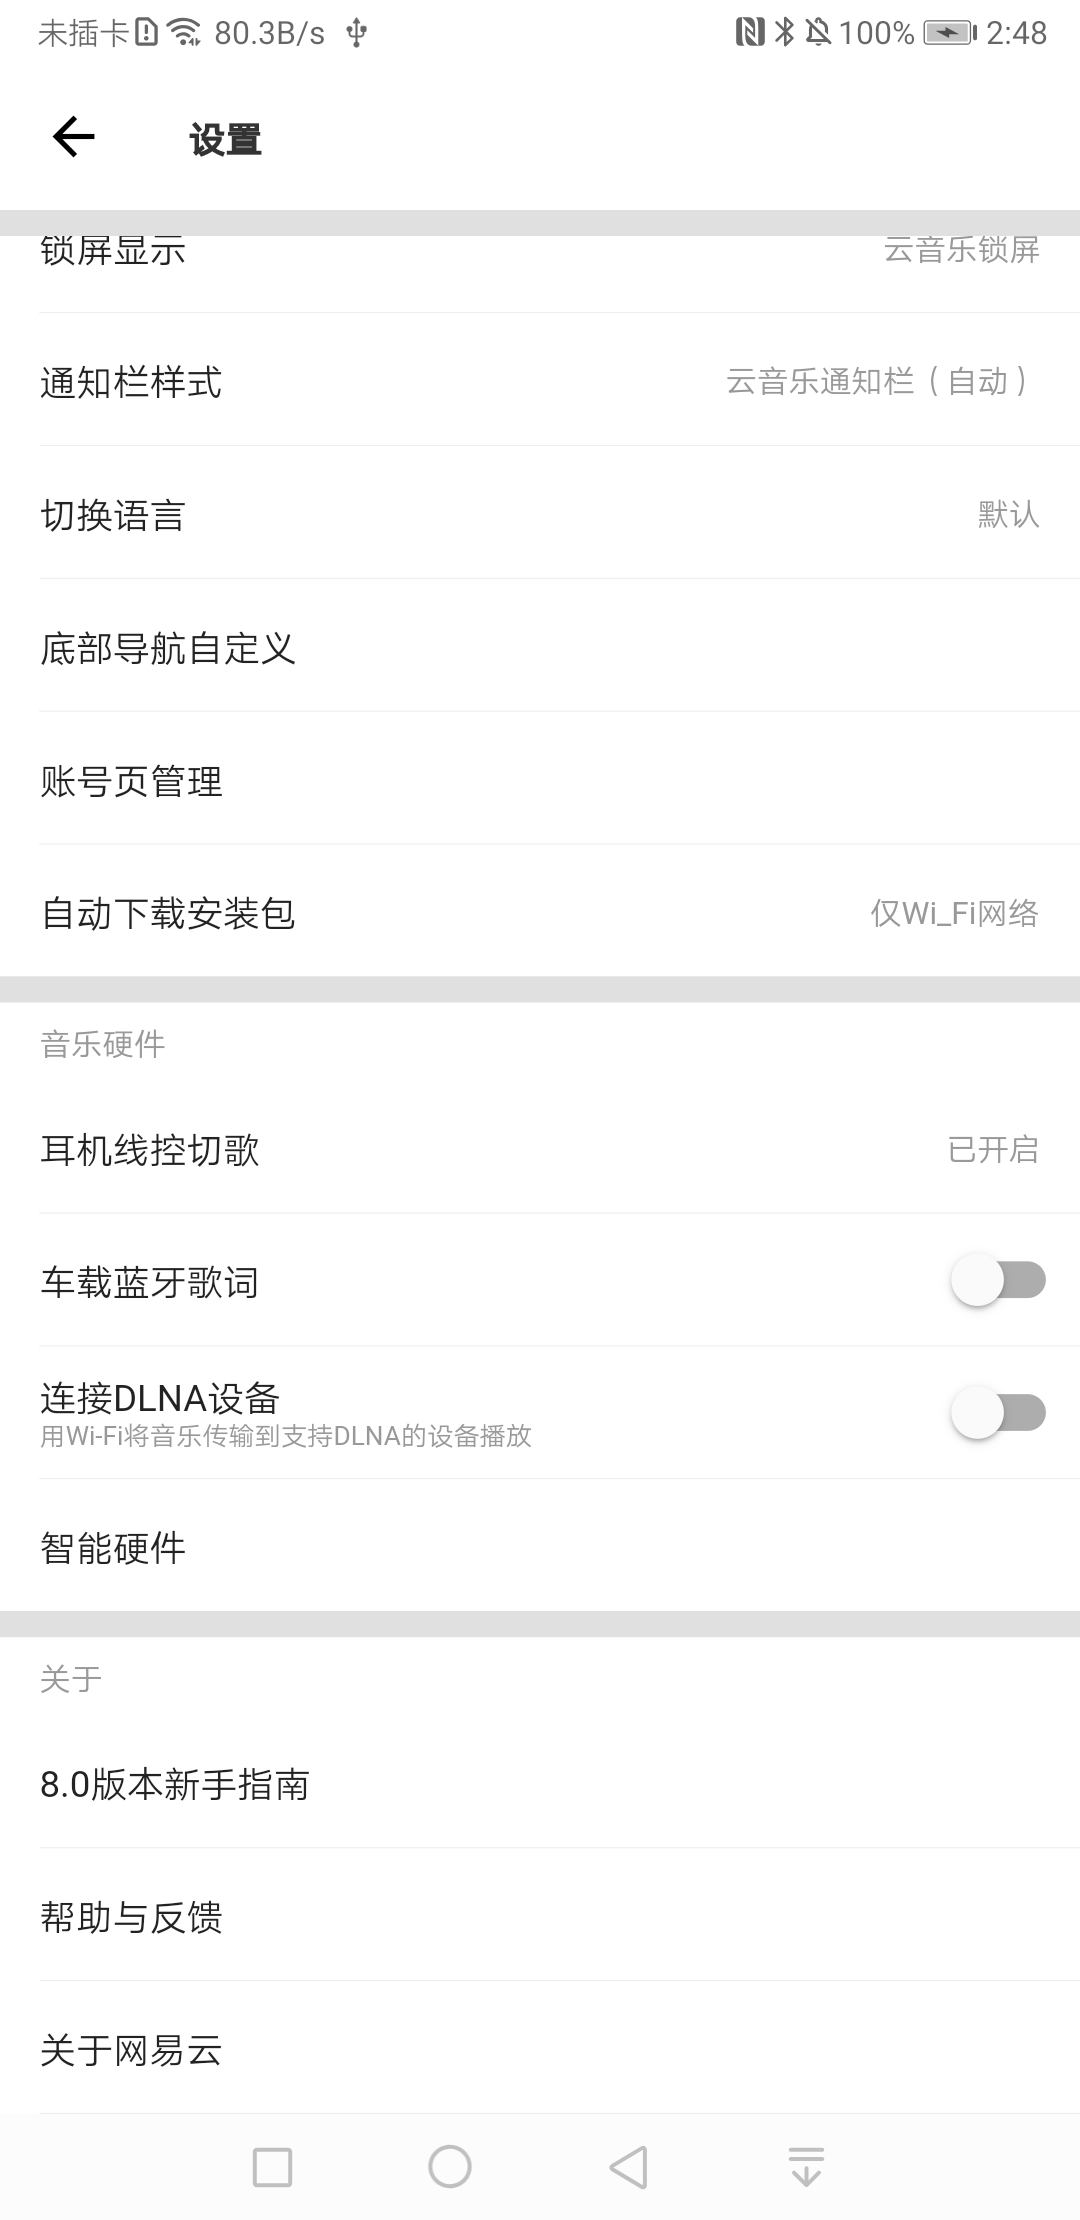 未插卡 80.3B/s 100% 2:48
设置
锁屏显示 云音乐锁屏
通知栏样式 云音乐通知栏（自动）
切换语言 默认
底部导航自定义
账号页管理
自动下载安装包 仅Wi_Fi网络
音乐硬件
耳机线控切歌 已开启
车载蓝牙歌词
连接DLNA设备
用Wi-Fi将音乐传输到支持DLNA的设备播放
智能硬件
关于
8.0版本新手指南
帮助与反馈
关于网易云